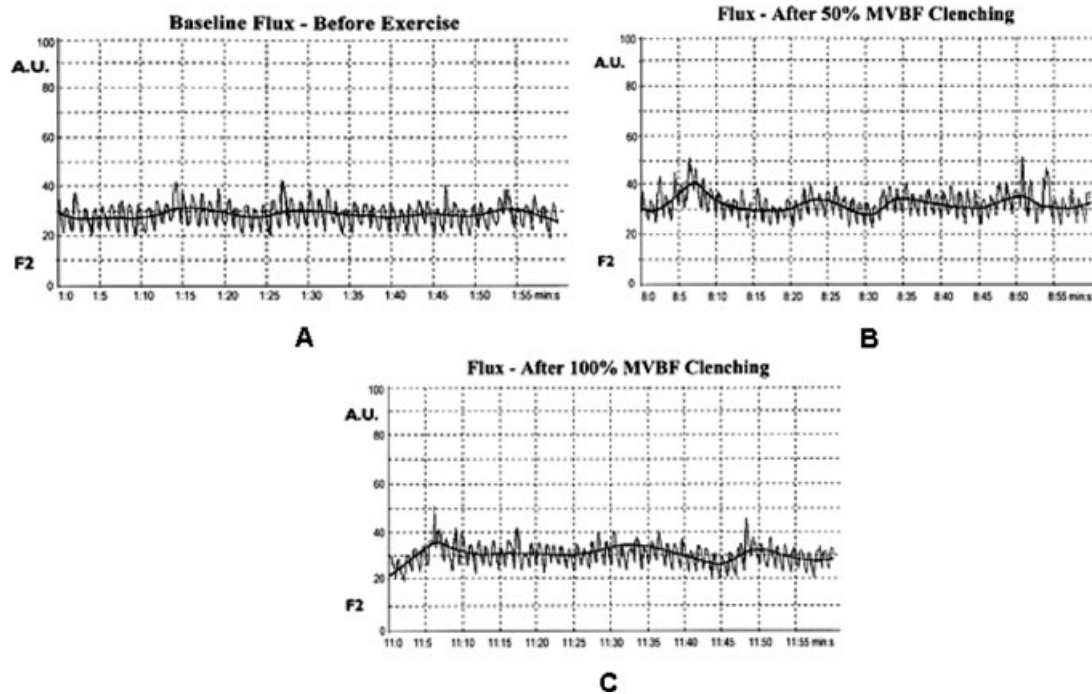 Baseline Flux - Before Exercise
100
A.U.
80
60
40
20
F2
0
1:0 1:5 1:10 1:15 1:20 1:25 1:30 1:35 1:40 1:45 1:50 1:55 min:s
A
Flux - After 50% MVBF Clenching
100
A.U.
80
60
40
20
F2
0
8:0 8:5 8:10 8:15 8:20 8:25 8:30 8:35 8:40 8:45 8:50 8:55 min:s
B
Flux - After 100% MVBF Clenching
100
A.U.
80
60
40
20
F2
0
11:0 11:5 11:10 11:15 11:20 11:25 11:30 11:35 11:40 11:45 11:50 11:55 min:s
C